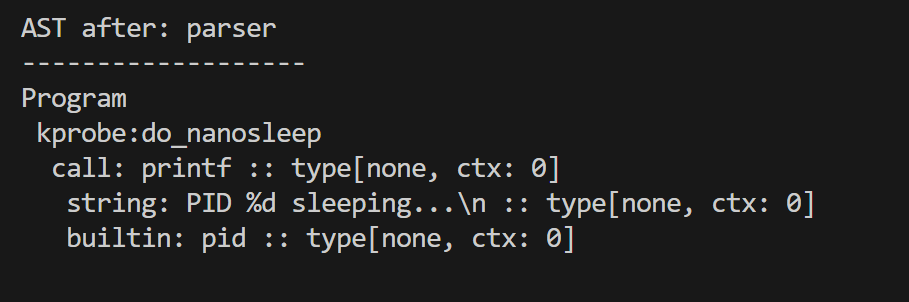 AST after: parser
-------------------
Program
 kprobe:do_nanosleep
  call: printf :: type[none, ctx: 0]
   string: PID %d sleeping...\n :: type[none, ctx: 0]
   builtin: pid :: type[none, ctx: 0]